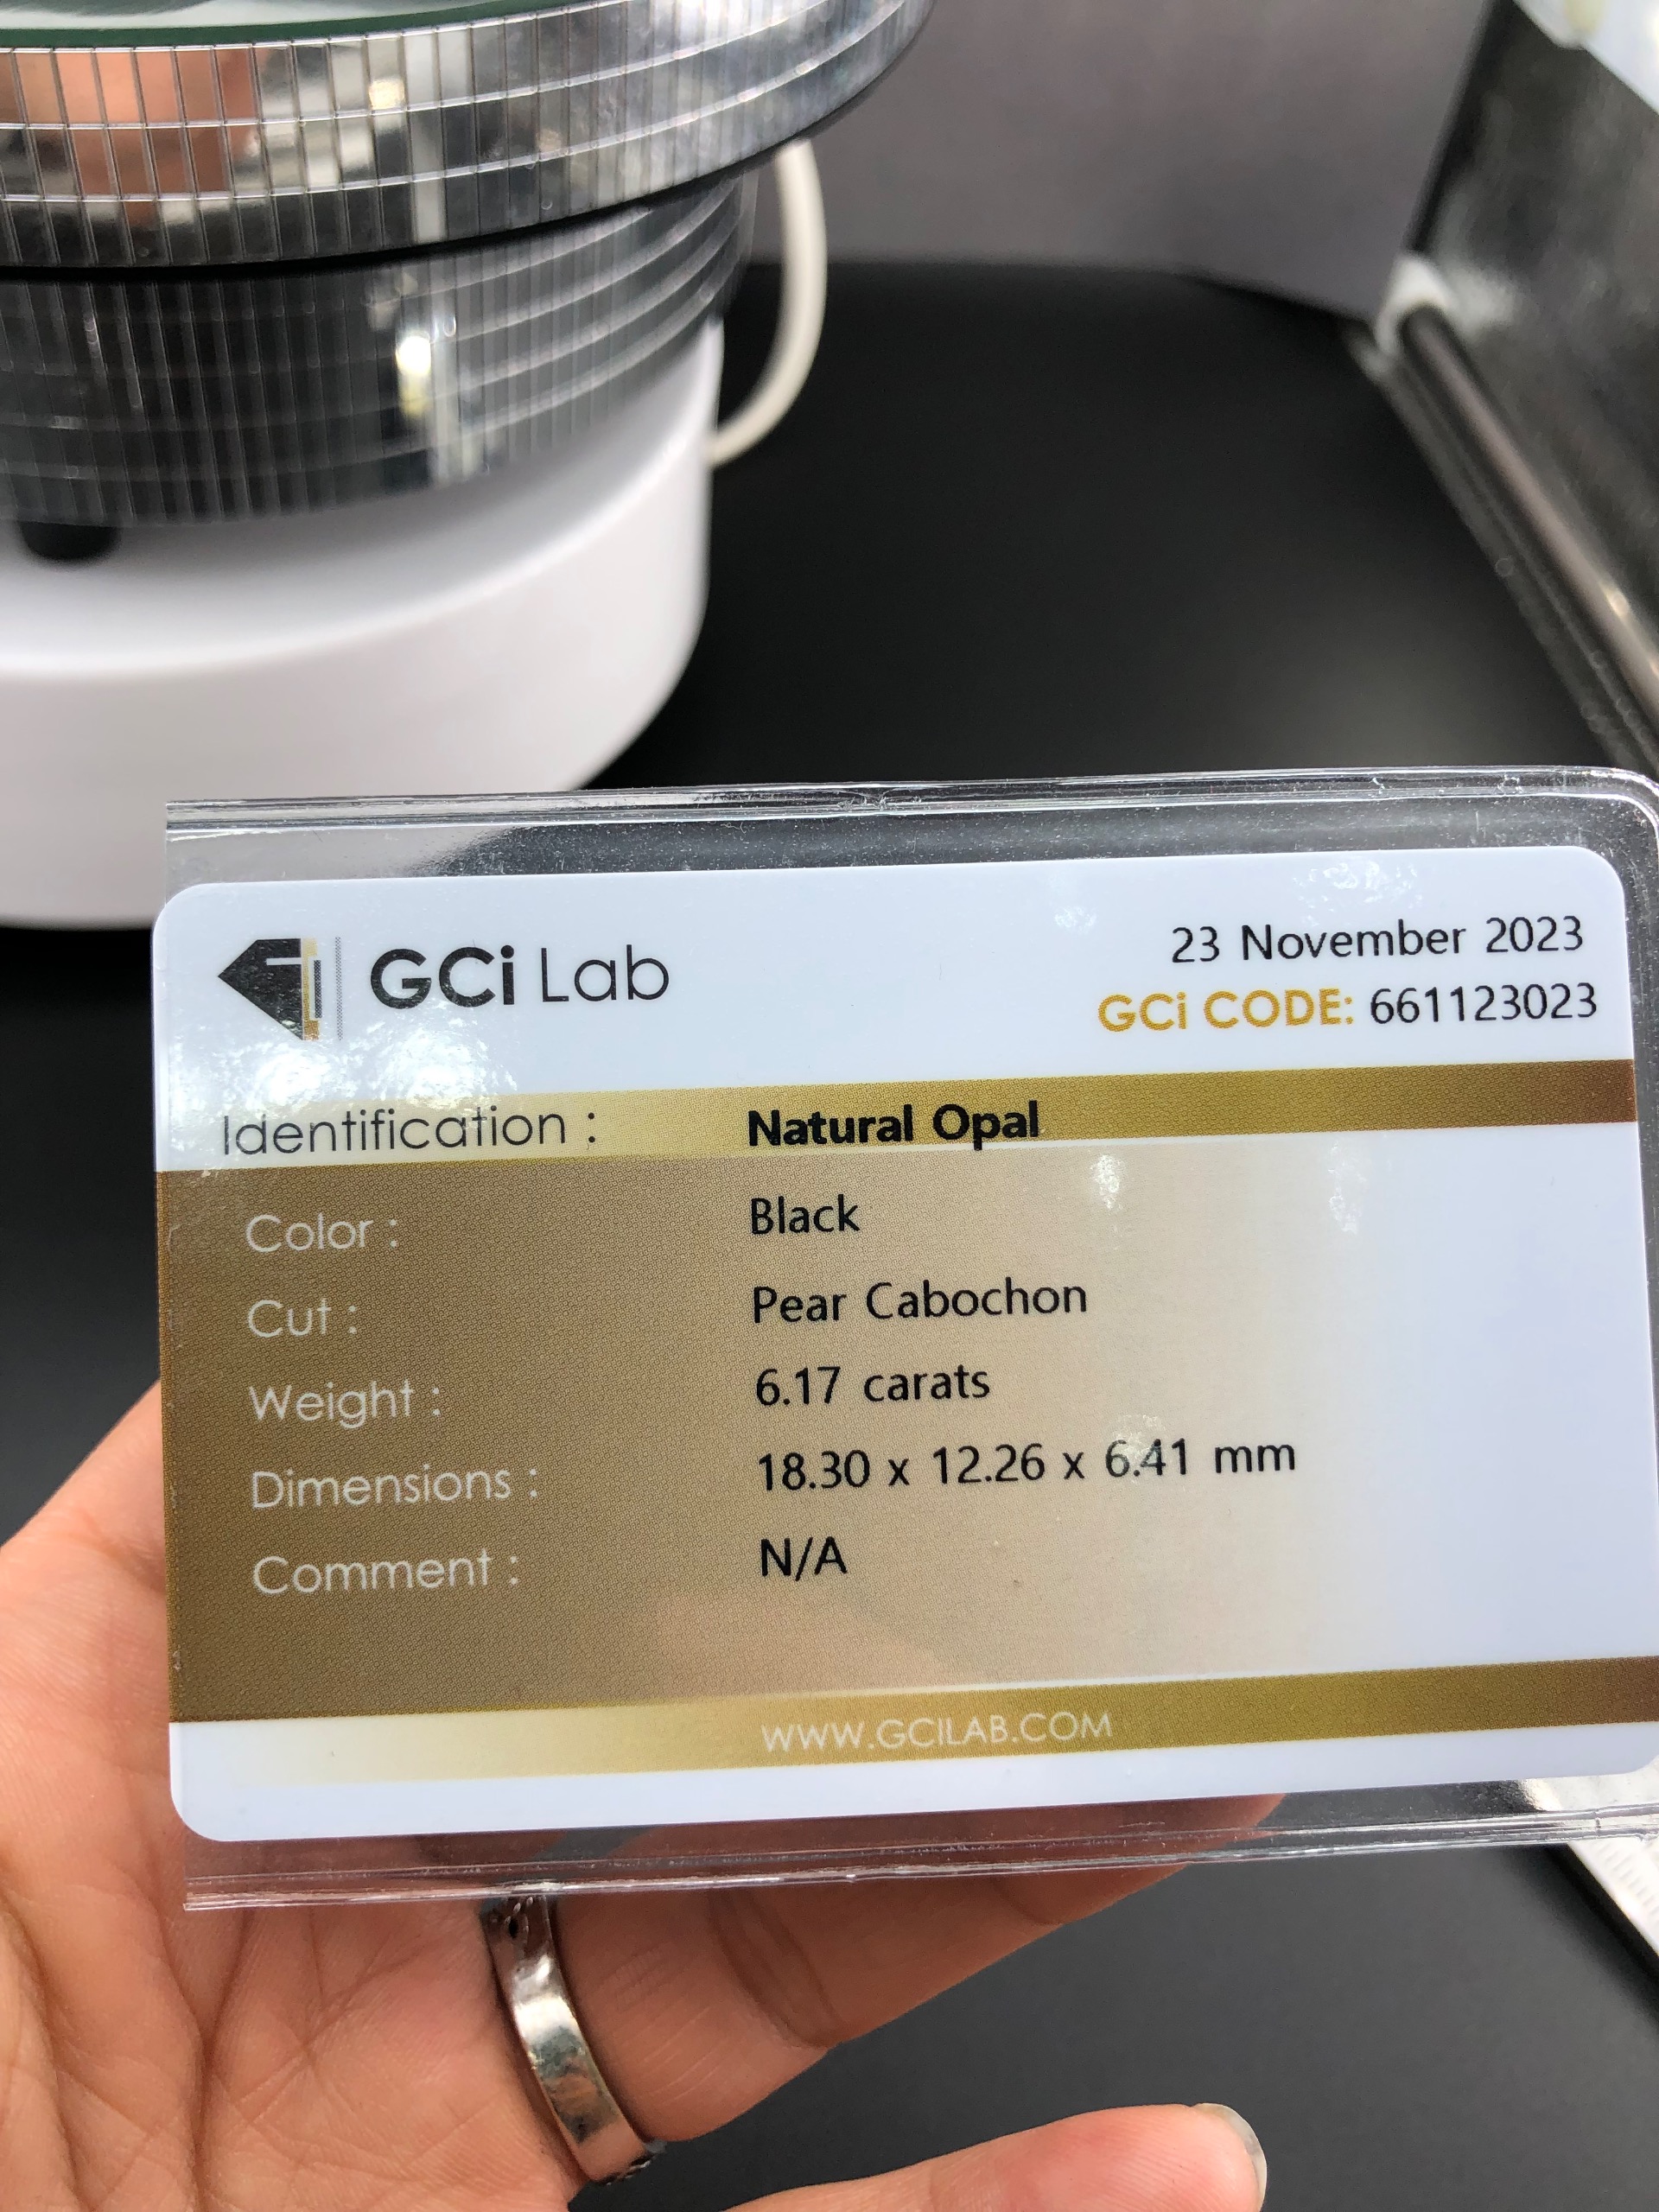 GCi Lab
23 November 2023
GCi CODE: 661123023
Identification : Natural Opal
Color : Black
Cut : Pear Cabochon
Weight : 6.17 carats
Dimensions : 18.30 x 12.26 x 6.41 mm
Comment : N/A
WWW.GCILAB.COM